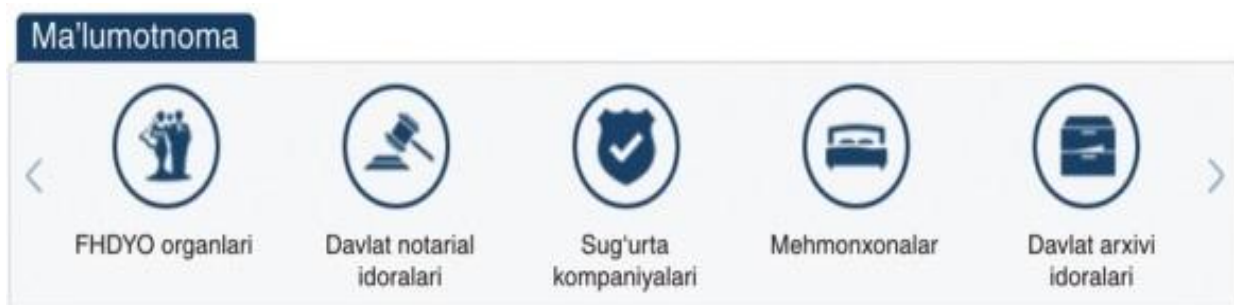 Ma'lumotnoma
FHDYO organlari
Davlat notarial
idoralari
Sug'urta
kompaniyalari
Mehmonxonalar
Davlat arxivi
idoralari